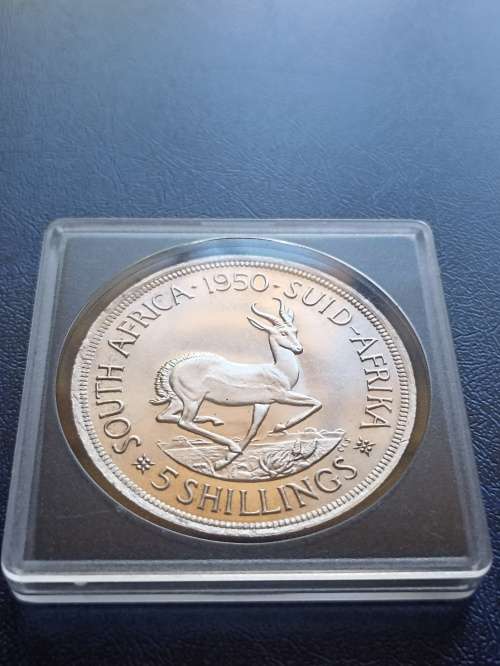 SOUTH AFRICA · 1950 · SUID-AFRIKA
5 SHILLINGS